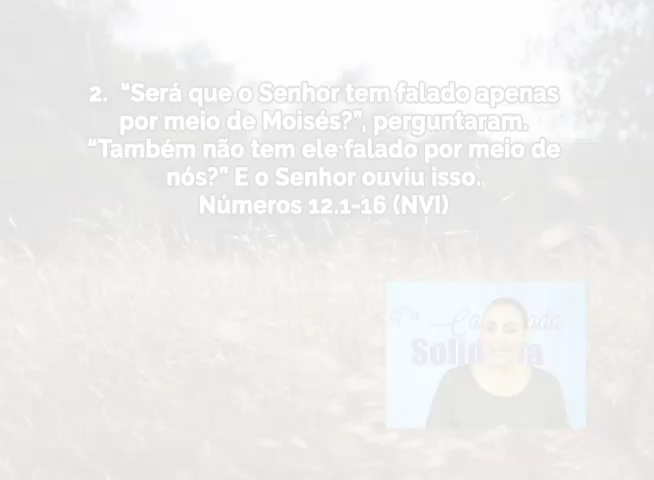 2. “Será que o Senhor tem falado apenas
por meio de Moisés?”, perguntaram.
“Também não tem ele falado por meio de
nós?” E o Senhor ouviu isso.
Números 12.1-16 (NVI)
4ª